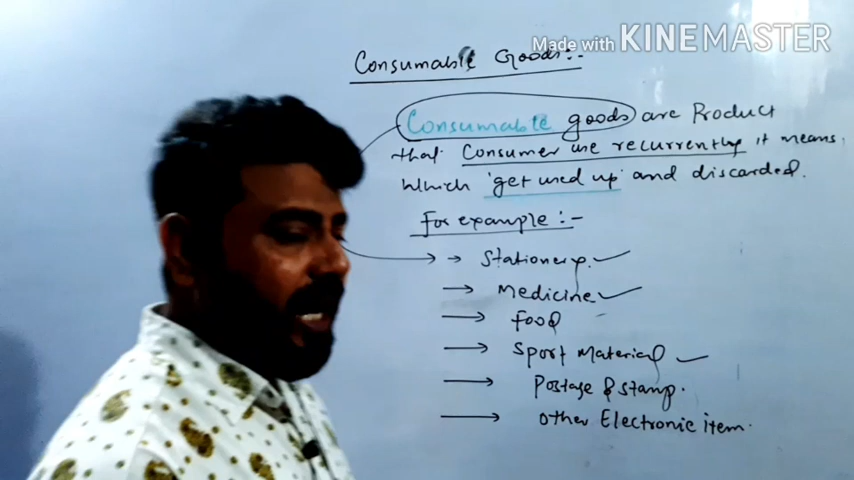 Made with KINEMASTER
Consumable Goods:-
Consumable goods are Product
that Consumer use recurrently it means,
Which 'get used up' and discarded.
For example :-
→ Stationery.
→ Medicine
→ food
→ Sport Material
→ Postage & stamp.
→ other Electronic item.